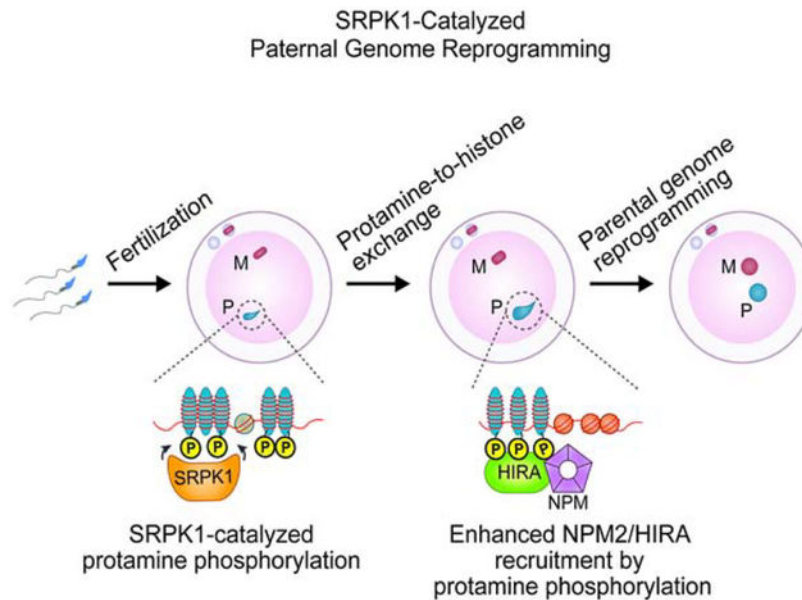 SRPK1-Catalyzed
Paternal Genome Reprogramming
Fertilization
Protamine-to-histone
exchange
Parental genome
reprogramming
M
P
M
P
M
P
P
P
P
P
SRPK1
P
P
P
HIRA
NPM
SRPK1-catalyzed
protamine phosphorylation
Enhanced NPM2/HIRA
recruitment by
protamine phosphorylation